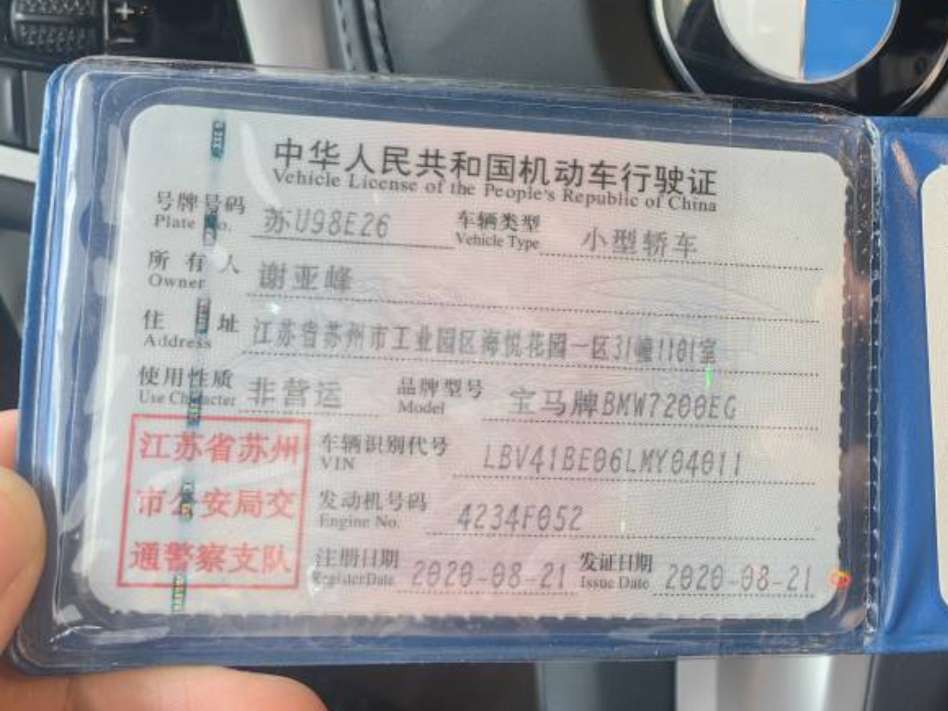 中华人民共和国机动车行驶证
Vehicle License of the People's Republic of China
号牌号码 苏U98E26 车辆类型 小型轿车
Plate No. Vehicle Type
所有人 谢亚峰
Owner
住址 江苏省苏州市工业园区海悦花园一区31幢1101室
Address
使用性质 非营运 品牌型号 宝马牌BMW7200EG
Use Character Model
江苏省苏州
市公安局交
通警察支队
车辆识别代号 LBV41BE06LMY04011
VIN
发动机号码 4234F052
Engine No.
注册日期 2020-08-21 发证日期 2020-08-21
Register Date Issue Date